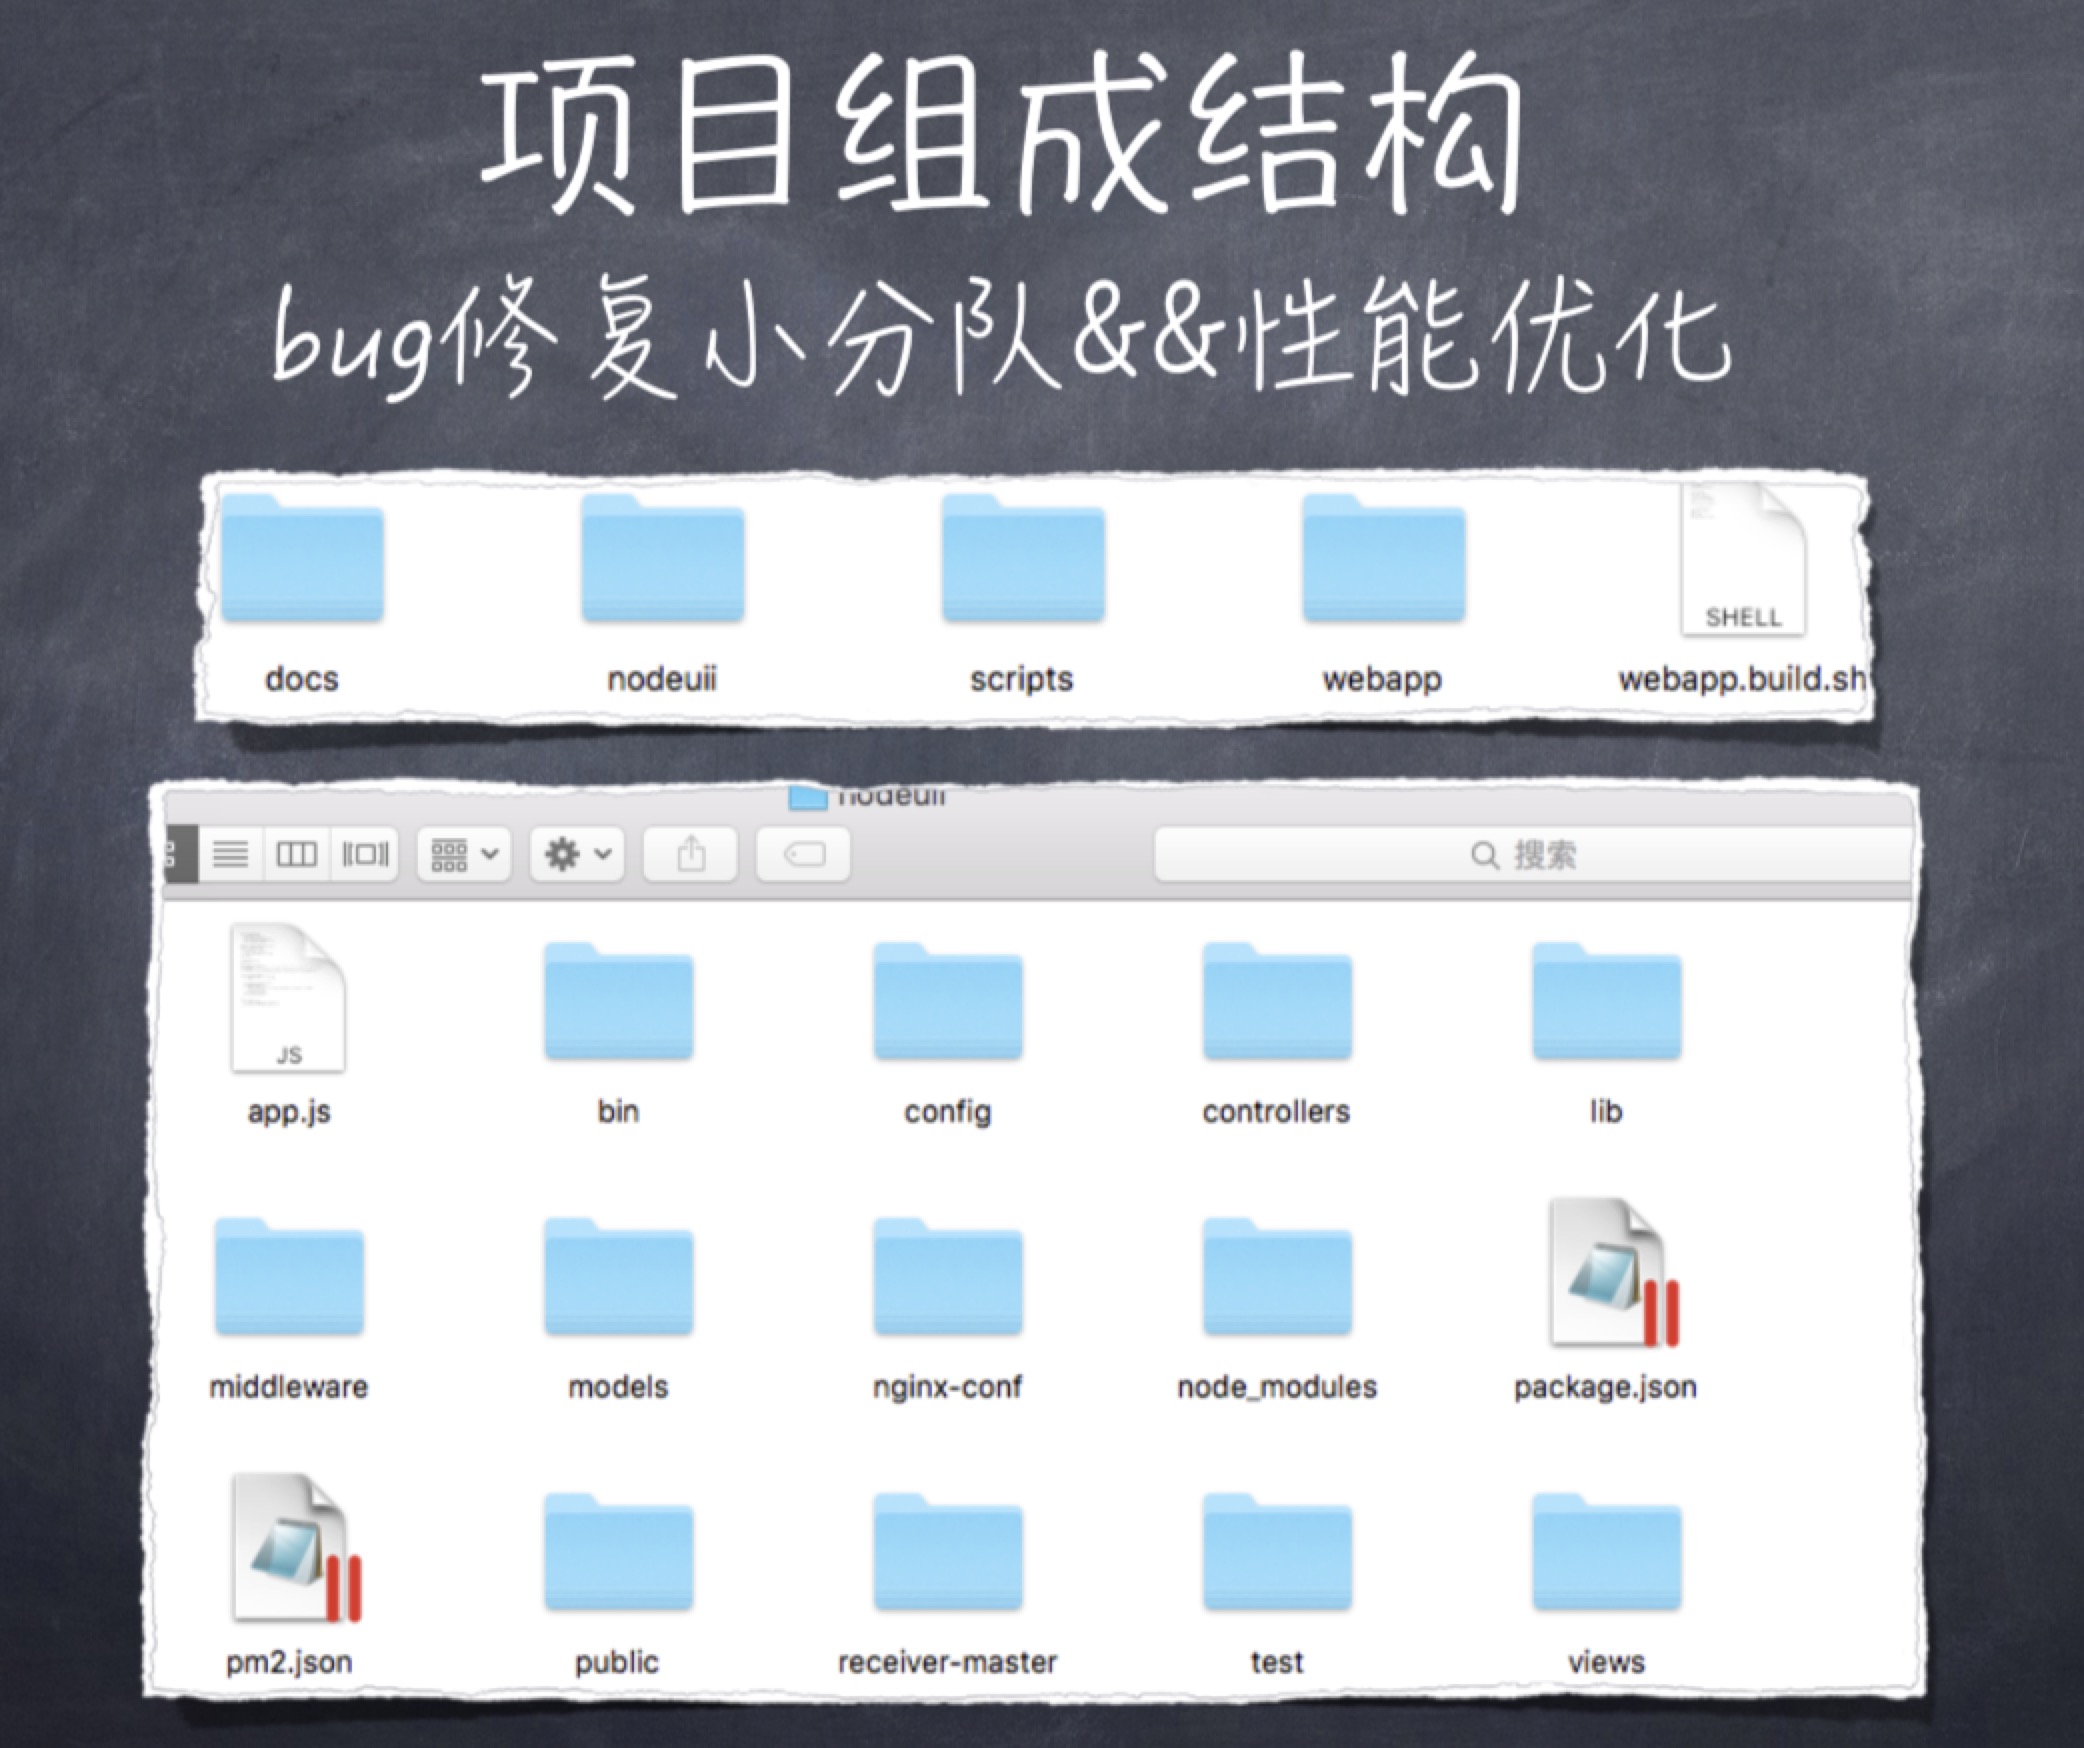 项目组成结构
bug修复小分队&&性能优化
SHELL
docs nodeuii scripts webapp webapp.build.sh
nodeuii
搜索
JS
app.js bin config controllers lib
middleware models nginx-conf node_modules package.json
pm2.json public receiver-master test views